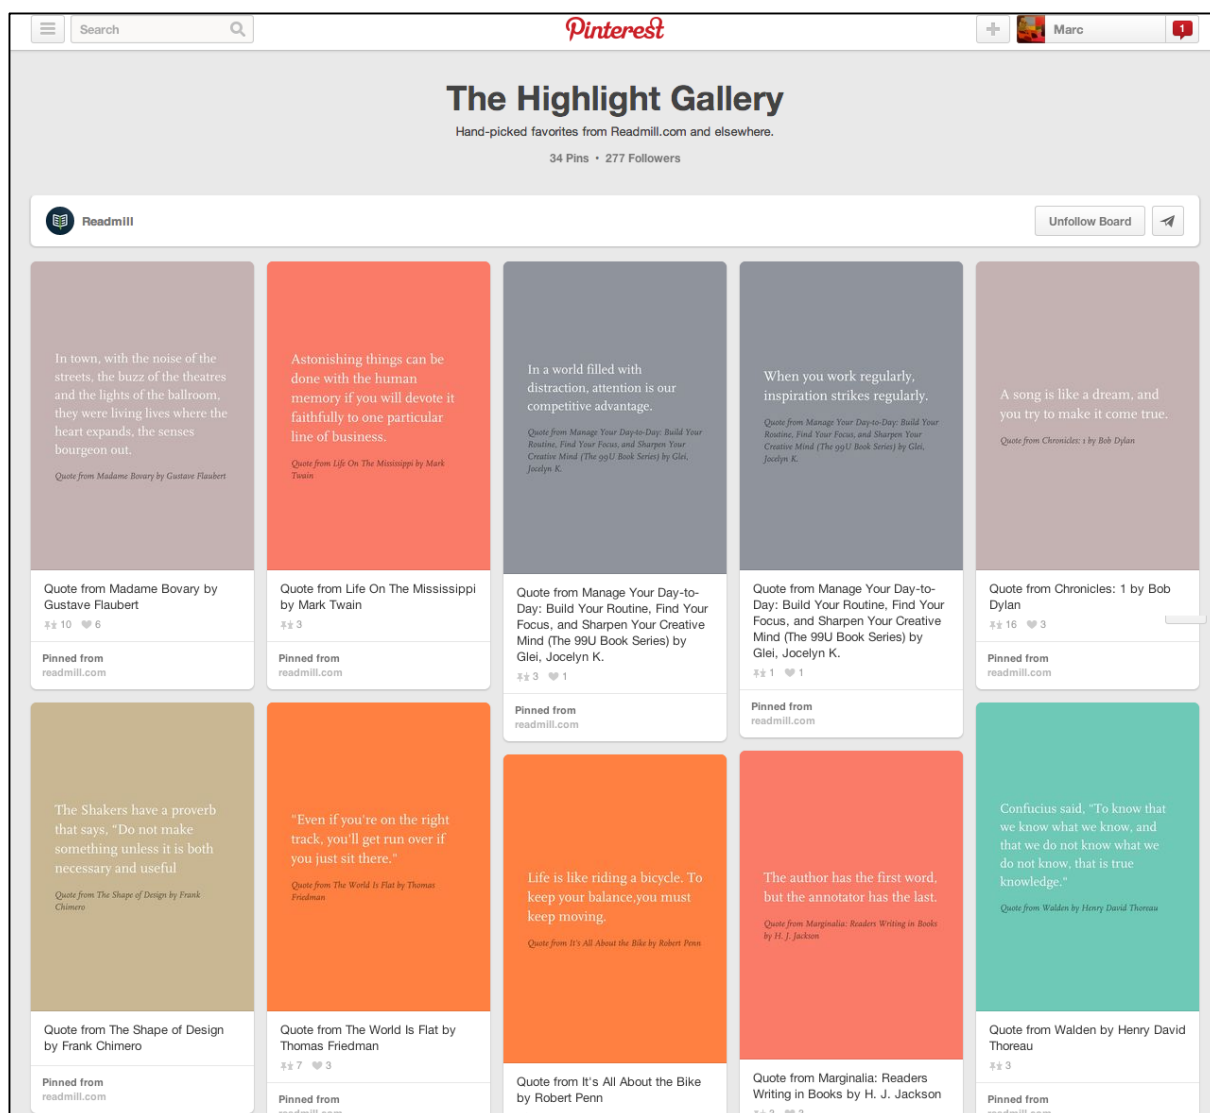 Search
Pinterest
Marc
1
The Highlight Gallery
Hand-picked favorites from Readmill.com and elsewhere.
34 Pins • 277 Followers
Readmill
Unfollow Board
In town, with the noise of the
streets, the buzz of the theatres
and the lights of the ballroom,
they were living lives where the
heart expands, the senses
bourgeon out.
Quote from Madame Bovary by Gustave Flaubert
Quote from Madame Bovary by
Gustave Flaubert
10 6
Pinned from
readmill.com
Astonishing things can be
done with the human
memory if you will devote it
faithfully to one particular
line of business.
Quote from Life On The Mississippi by Mark
Twain
Quote from Life On The Mississippi
by Mark Twain
3
Pinned from
readmill.com
In a world filled with
distraction, attention is our
competitive advantage.
Quote from Manage Your Day-to-Day: Build Your
Routine, Find Your Focus, and Sharpen Your
Creative Mind (The 99U Book Series) by Glei,
Jocelyn K.
Quote from Manage Your Day-to-
Day: Build Your Routine, Find Your
Focus, and Sharpen Your Creative
Mind (The 99U Book Series) by
Glei, Jocelyn K.
3 1
Pinned from
readmill.com
When you work regularly,
inspiration strikes regularly.
Quote from Manage Your Day-to-Day: Build Your
Routine, Find Your Focus, and Sharpen Your
Creative Mind (The 99U Book Series) by Glei,
Jocelyn K.
Quote from Manage Your Day-to-
Day: Build Your Routine, Find Your
Focus, and Sharpen Your Creative
Mind (The 99U Book Series) by
Glei, Jocelyn K.
1 1
Pinned from
readmill.com
A song is like a dream, and
you try to make it come true.
Quote from Chronicles: 1 by Bob Dylan
Quote from Chronicles: 1 by Bob
Dylan
16 3
Pinned from
readmill.com
The Shakers have a proverb
that says, "Do not make
something unless it is both
necessary and useful
Quote from The Shape of Design by Frank
Chimero
Quote from The Shape of Design
by Frank Chimero
Pinned from
readmill.com
"Even if you're on the right
track, you'll get run over if
you just sit there."
Quote from The World Is Flat by Thomas
Friedman
Quote from The World Is Flat by
Thomas Friedman
7 3
Pinned from
readmill.com
Life is like riding a bicycle. To
keep your balance,you must
keep moving.
Quote from It's All About the Bike by Robert Penn
Quote from It's All About the Bike
by Robert Penn
The author has the first word,
but the annotator has the last.
Quote from Marginalia: Readers Writing in Books
by H. J. Jackson
Quote from Marginalia: Readers
Writing in Books by H. J. Jackson
Confucius said, "To know that
we know what we know, and
that we do not know what we
do not know, that is true
knowledge."
Quote from Walden by Henry David Thoreau
Quote from Walden by Henry David
Thoreau
3
Pinned from
readmill.com